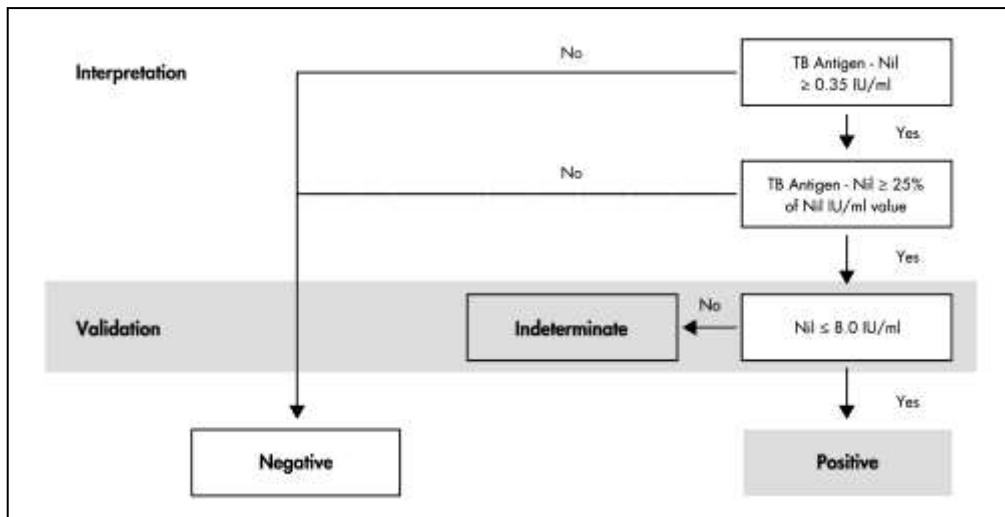 Interpretation
No
TB Antigen - Nil
≥ 0.35 IU/ml
Yes
No
TB Antigen - Nil ≥ 25%
of Nil IU/ml value
Yes
Validation
Indeterminate
No
Nil ≤ 8.0 IU/ml
Yes
Negative
Positive